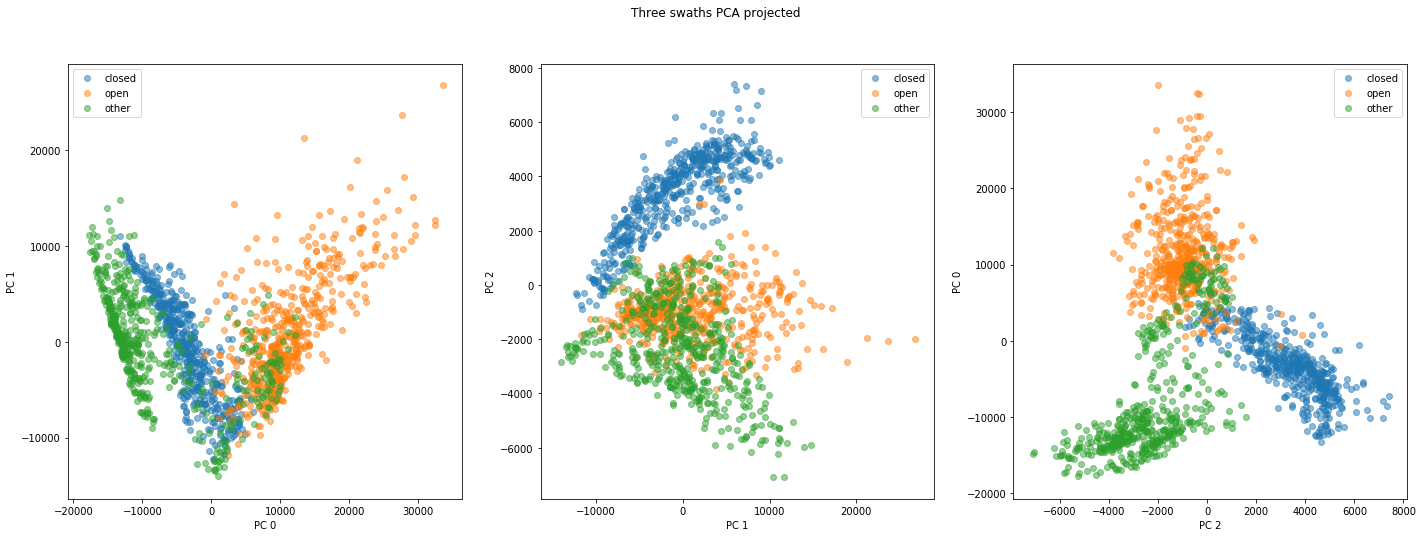 Three swaths PCA projected
closed
open
other
20000
10000
0
−10000
PC 1
−20000 −10000 0 10000 20000 30000
PC 0
closed
open
other
8000
6000
4000
2000
0
−2000
−4000
−6000
PC 2
−10000 0 10000 20000
PC 1
closed
open
other
30000
20000
10000
0
−10000
−20000
PC 0
−6000 −4000 −2000 0 2000 4000 6000 8000
PC 2